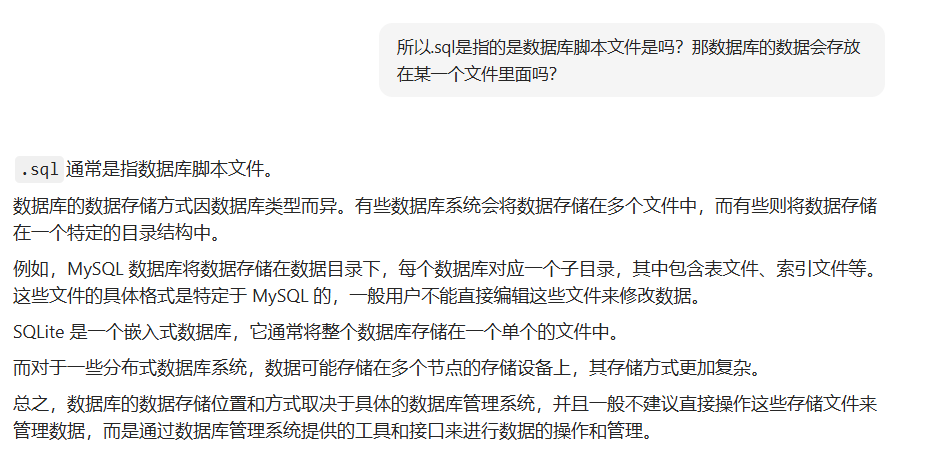 所以.sql是指的是数据库脚本文件是吗？那数据库的数据会存放
在某一个文件里面吗？
.sql通常是指数据库脚本文件。
数据库的数据存储方式因数据库类型而异。有些数据库系统会将数据存储在多个文件中，而有些则将数据存储
在一个特定的目录结构中。
例如，MySQL 数据库将数据存储在数据目录下，每个数据库对应一个子目录，其中包含表文件、索引文件等。
这些文件的具体格式是特定于 MySQL 的，一般用户不能直接编辑这些文件来修改数据。
SQLite 是一个嵌入式数据库，它通常将整个数据库存储在一个单个的文件中。
而对于一些分布式数据库系统，数据可能存储在多个节点的存储设备上，其存储方式更加复杂。
总之，数据库的数据存储位置和方式取决于具体的数据库管理系统，并且一般不建议直接操作这些存储文件来
管理数据，而是通过数据库管理系统提供的工具和接口来进行数据的操作和管理。